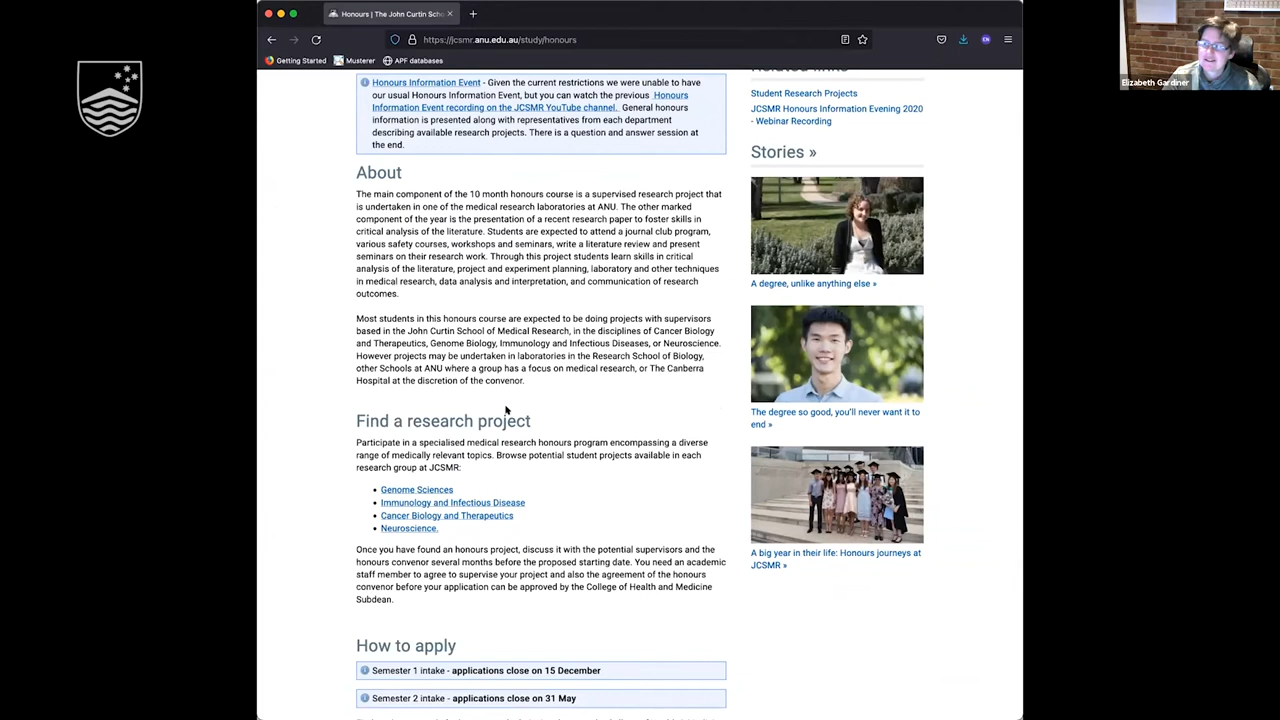 Honours | The John Curtin Scho
https://jcsmr.anu.edu.au/study/honours
Getting Started
Musterer
APF databases
Elizabeth Gardiner
Honours Information Event - Given the current restrictions we were unable to have
our usual Honours Information Event, but you can watch the previous Honours
Information Event recording on the JCSMR YouTube channel. General honours
information is presented along with representatives from each department
describing available research projects. There is a question and answer session at
the end.
About
The main component of the 10 month honours course is a supervised research project that
is undertaken in one of the medical research laboratories at ANU. The other marked
component of the year is the presentation of a recent research paper to foster skills in
critical analysis of the literature. Students are expected to attend a journal club program,
various safety courses, workshops and seminars, write a literature review and present
seminars on their research work. Through this project students learn skills in critical
analysis of the literature, project and experiment planning, laboratory and other techniques
in medical research, data analysis and interpretation, and communication of research
outcomes.
Most students in this honours course are expected to be doing projects with supervisors
based in the John Curtin School of Medical Research, in the disciplines of Cancer Biology
and Therapeutics, Genome Biology, Immunology and Infectious Diseases, or Neuroscience.
However projects may be undertaken in laboratories in the Research School of Biology,
other Schools at ANU where a group has a focus on medical research, or The Canberra
Hospital at the discretion of the convenor.
Find a research project
Participate in a specialised medical research honours program encompassing a diverse
range of medically relevant topics. Browse potential student projects available in each
research group at JCSMR:
Genome Sciences
Immunology and Infectious Disease
Cancer Biology and Therapeutics
Neuroscience.
Once you have found an honours project, discuss it with the potential supervisors and the
honours convenor several months before the proposed starting date. You need an academic
staff member to agree to supervise your project and also the agreement of the honours
convenor before your application can be approved by the College of Health and Medicine
Subdean.
How to apply
Semester 1 intake - applications close on 15 December
Semester 2 intake - applications close on 31 May
Related links
Student Research Projects
JCSMR Honours Information Evening 2020
- Webinar Recording
Stories »
A degree, unlike anything else »
The degree so good, you'll never want it to
end »
A big year in their life: Honours journeys at
JCSMR »